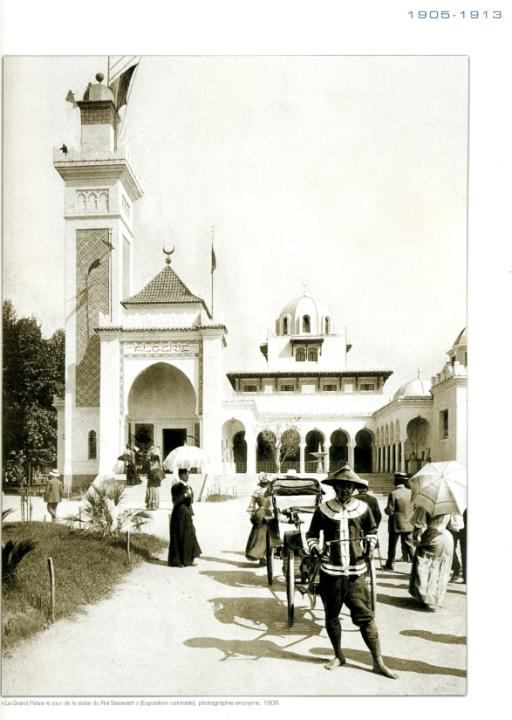 1905-1913
ALGERIE
«Le Grand Palais le jour de la visite du Roi Sisowath» (Exposition coloniale), photographie anonyme, 1906.